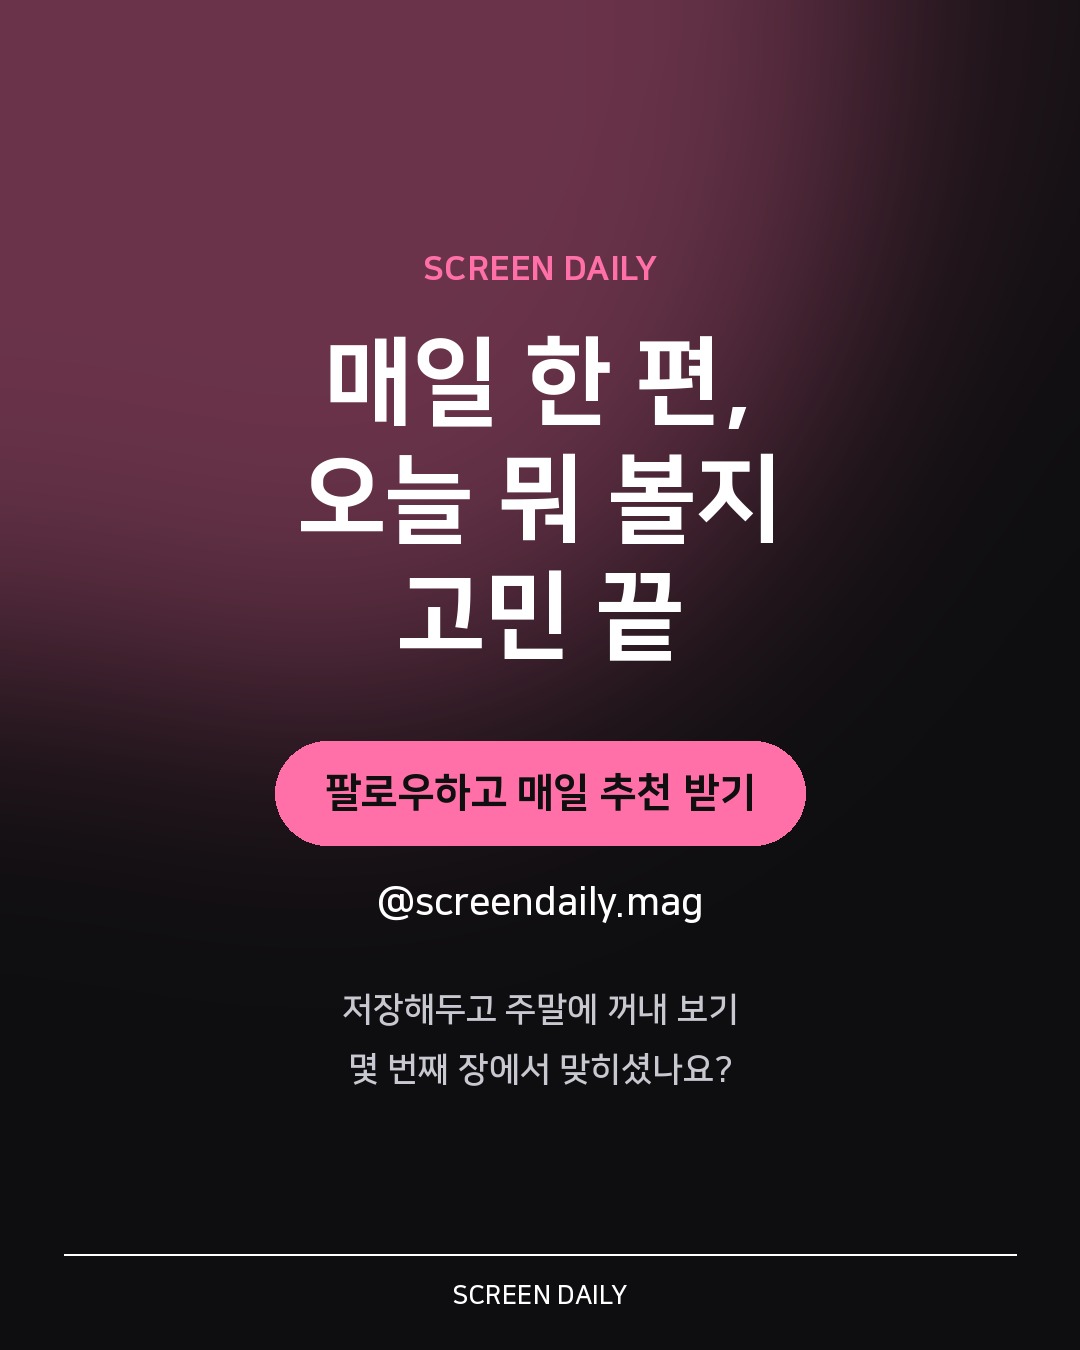 SCREEN DAILY
매일 한 편,
오늘 뭐 볼지
고민 끝
팔로우하고 매일 추천 받기
@screendaily.mag
저장해두고 주말에 꺼내 보기
몇 번째 장에서 맞히셨나요?
SCREEN DAILY